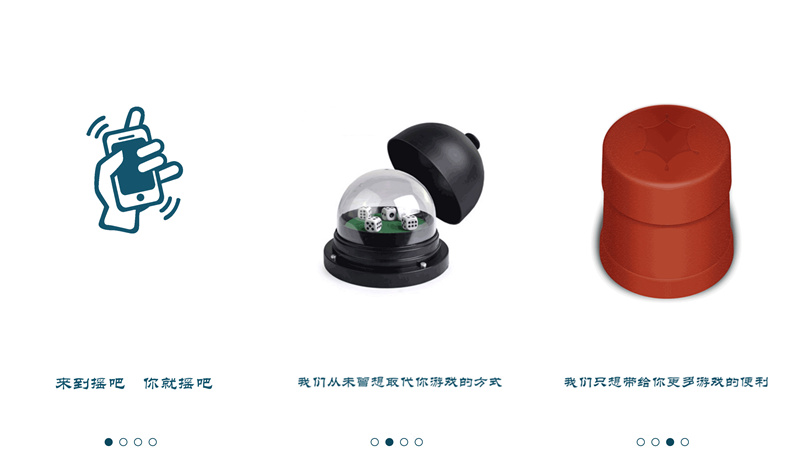 来到摇吧 你就摇吧
我们从未曾想取代你游戏的方式
我们只想带给你更多游戏的便利